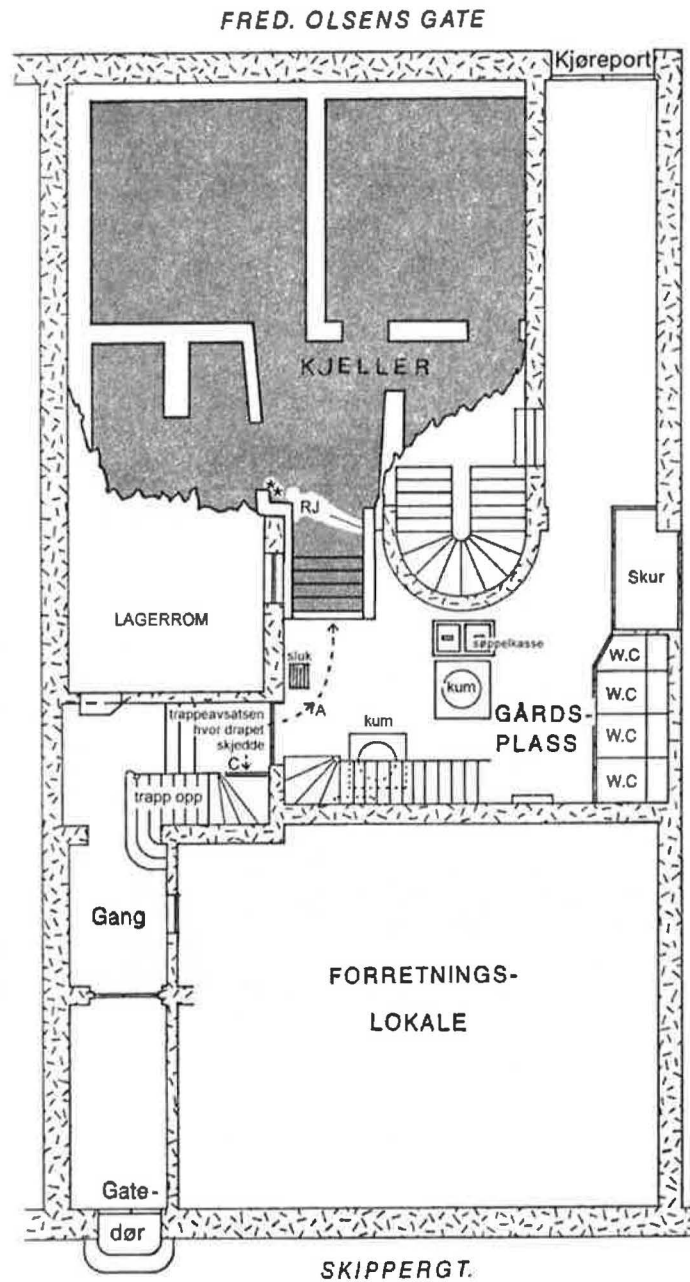 FRED. OLSENS GATE
Kjøreport
KJELLER
RJ
Skur
LAGERROM
sluk
søppelkasse
kum
W.C
W.C
W.C
W.C
GÅRDS-
PLASS
A
trappeavsatsen
hvor drapet
skjedde
C
kum
trapp opp
Gang
FORRETNINGS-
LOKALE
Gate-
dør
SKIPPERGT.